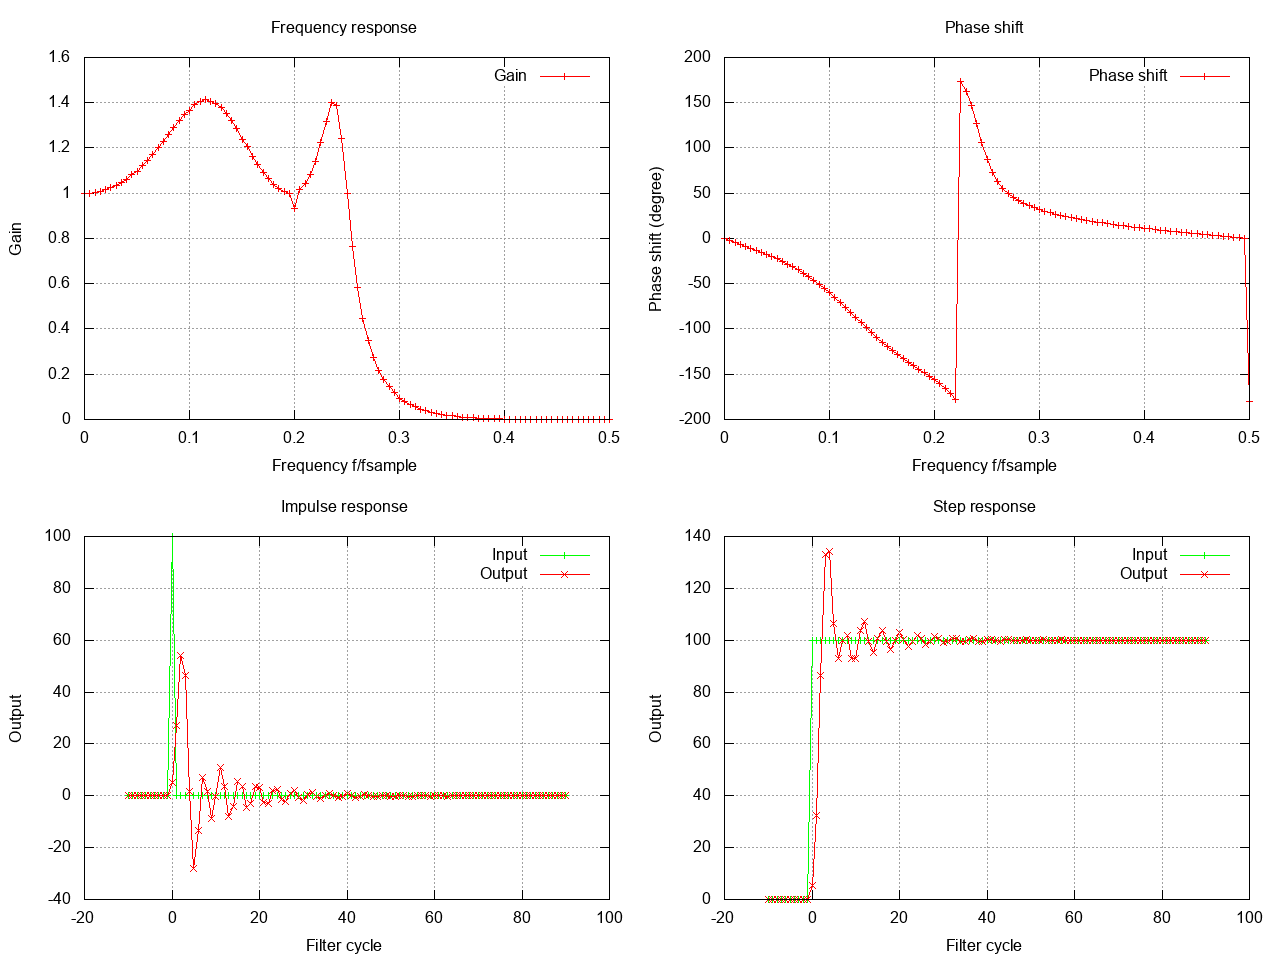 Frequency response
1.6
1.4
1.2
1
0.8
0.6
0.4
0.2
0
Gain
Gain
0 0.1 0.2 0.3 0.4 0.5
Frequency f/fsample
Phase shift
200
150
100
50
0
-50
-100
-150
-200
Phase shift (degree)
Phase shift
0 0.1 0.2 0.3 0.4 0.5
Frequency f/fsample
Impulse response
100
80
60
40
20
0
-20
-40
Output
Input
Output
-20 0 20 40 60 80 100
Filter cycle
Step response
140
120
100
80
60
40
20
0
Output
Input
Output
-20 0 20 40 60 80 100
Filter cycle